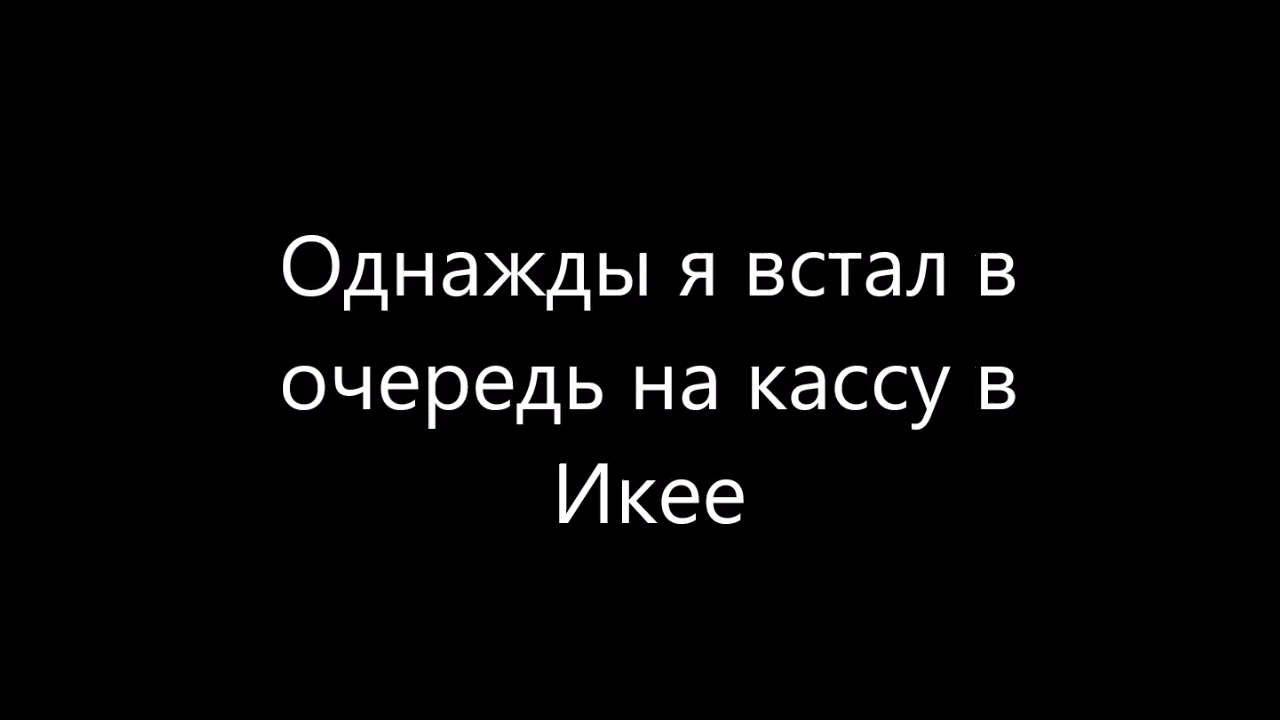 Однажды я встал в
очередь на кассу в
Икее